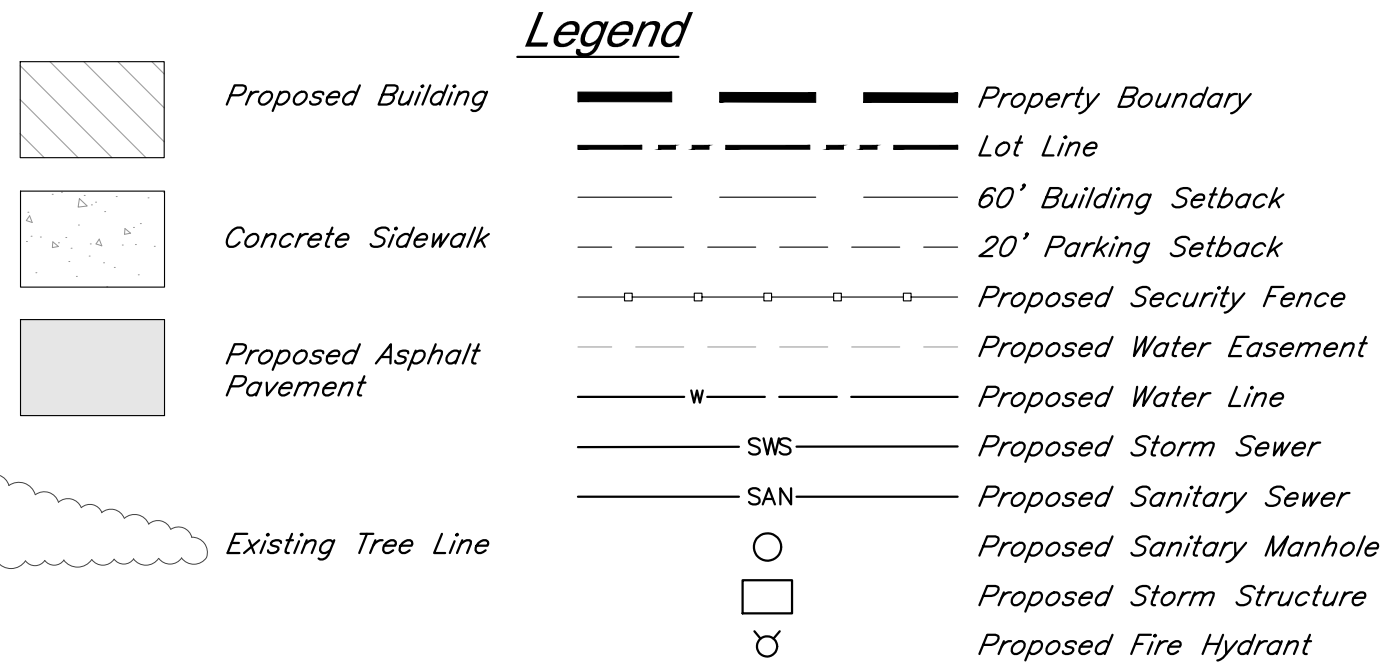 Legend
Proposed Building
Concrete Sidewalk
Proposed Asphalt
Pavement
Existing Tree Line
Property Boundary
Lot Line
60' Building Setback
20' Parking Setback
Proposed Security Fence
Proposed Water Easement
W Proposed Water Line
SWS Proposed Storm Sewer
SAN Proposed Sanitary Sewer
Proposed Sanitary Manhole
Proposed Storm Structure
Proposed Fire Hydrant